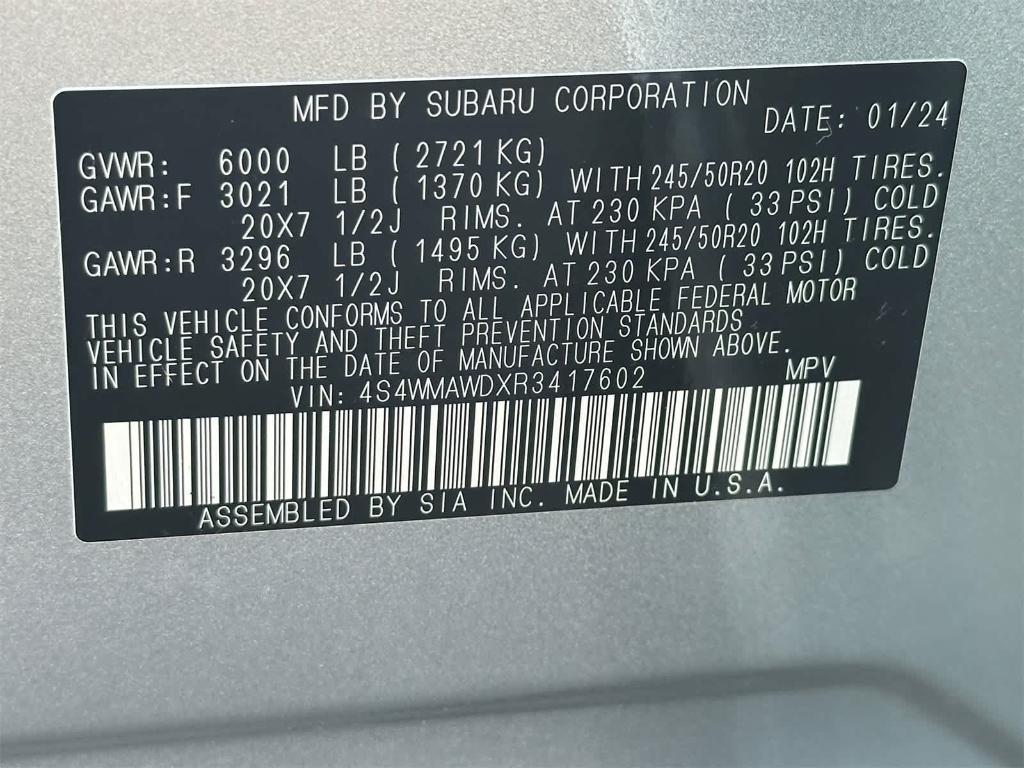 MFD BY SUBARU CORPORATION DATE: 01/24
GVWR: 6000 LB ( 2721 KG)
GAWR:F 3021 LB ( 1370 KG) WITH 245/50R20 102H TIRES.
20X7 1/2J RIMS. AT 230 KPA ( 33 PSI) COLD
GAWR:R 3296 LB ( 1495 KG) WITH 245/50R20 102H TIRES.
20X7 1/2J RIMS. AT 230 KPA ( 33 PSI) COLD
THIS VEHICLE CONFORMS TO ALL APPLICABLE FEDERAL MOTOR
VEHICLE SAFETY AND THEFT PREVENTION STANDARDS
IN EFFECT ON THE DATE OF MANUFACTURE SHOWN ABOVE.
VIN: 4S4WMAWDXR3417602 MPV
ASSEMBLED BY SIA INC. MADE IN U.S.A.